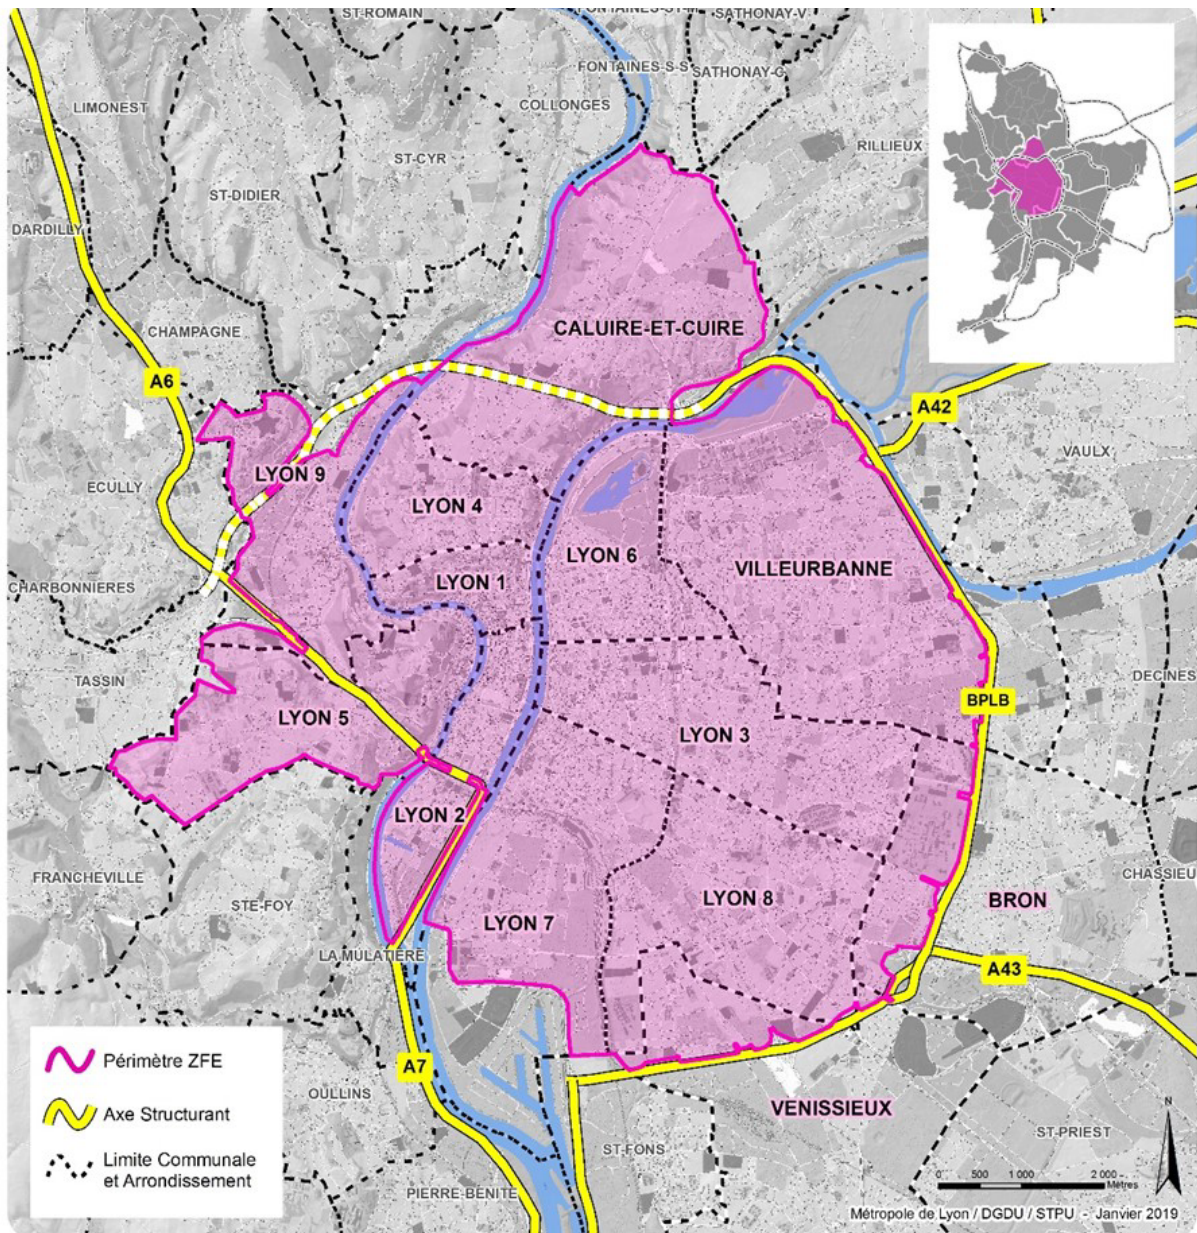 ST-ROMAIN
FONTAINES-ST-M
SATHONAY-V
FONTAINES-S-S
SATHONAY-C
LIMONEST
COLLONGES
ST-CYR
RILLIEUX
ST-DIDIER
DARDILLY
CHAMPAGNE
CALUIRE-ET-CUIRE
A6
A42
VAULX
LYON 9
ECULLY
LYON 4
LYON 6
VILLEURBANNE
LYON 1
CHARBONNIERES
TASSIN
DECINES
BPLB
LYON 5
LYON 3
LYON 2
FRANCHEVILLE
CHASSIEU
STE-FOY
LYON 8
BRON
LYON 7
LA MULATIERE
A43
Périmètre ZFE
A7
Axe Structurant
OULLINS
VENISSIEUX
ST-PRIEST
ST-FONS
Limite Communale
et Arrondissement
PIERRE-BENITE
N
0 500 1 000 2 000
Mètres
Métropole de Lyon / DGDU / STPU - Janvier 2019